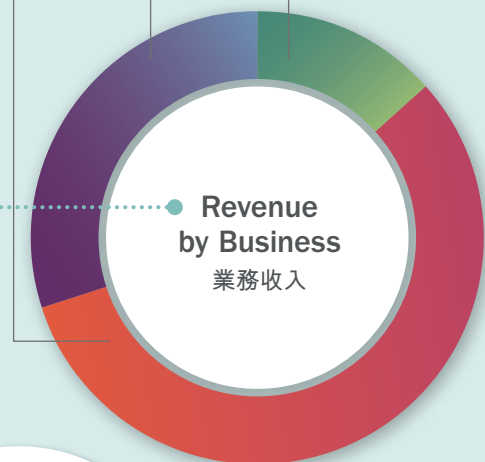 Revenue
by Business
業務收入